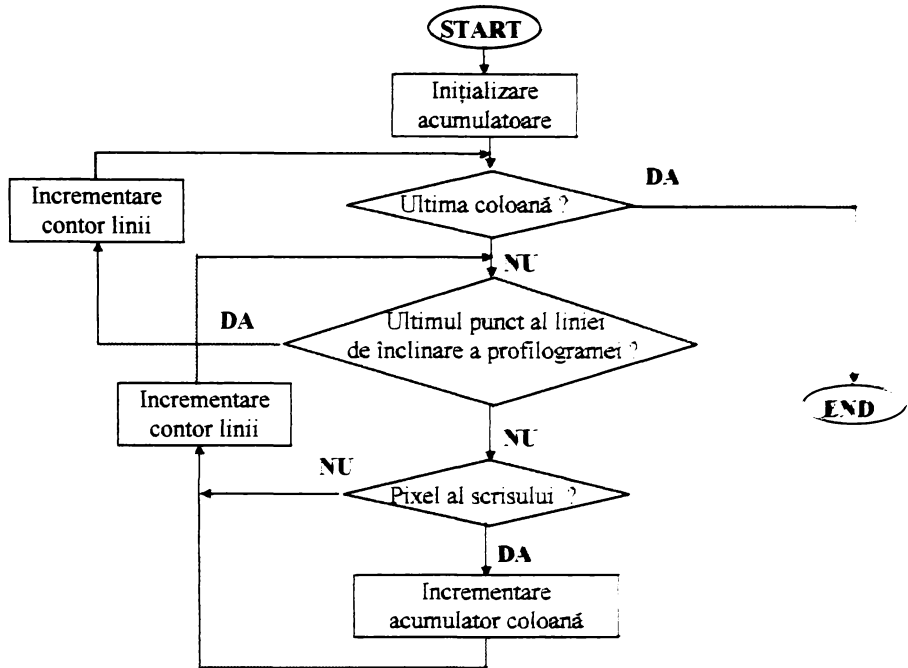 START
Inițializare
acumulatoare
Incrementare
contor linii
Ultima coloană ?
DA
NU
Ultimul punct al liniei
de înclinare a profilogramei ?
DA
Incrementare
contor linii
END
NU
NU
Pixel al scrisului ?
DA
Incrementare
acumulator coloană